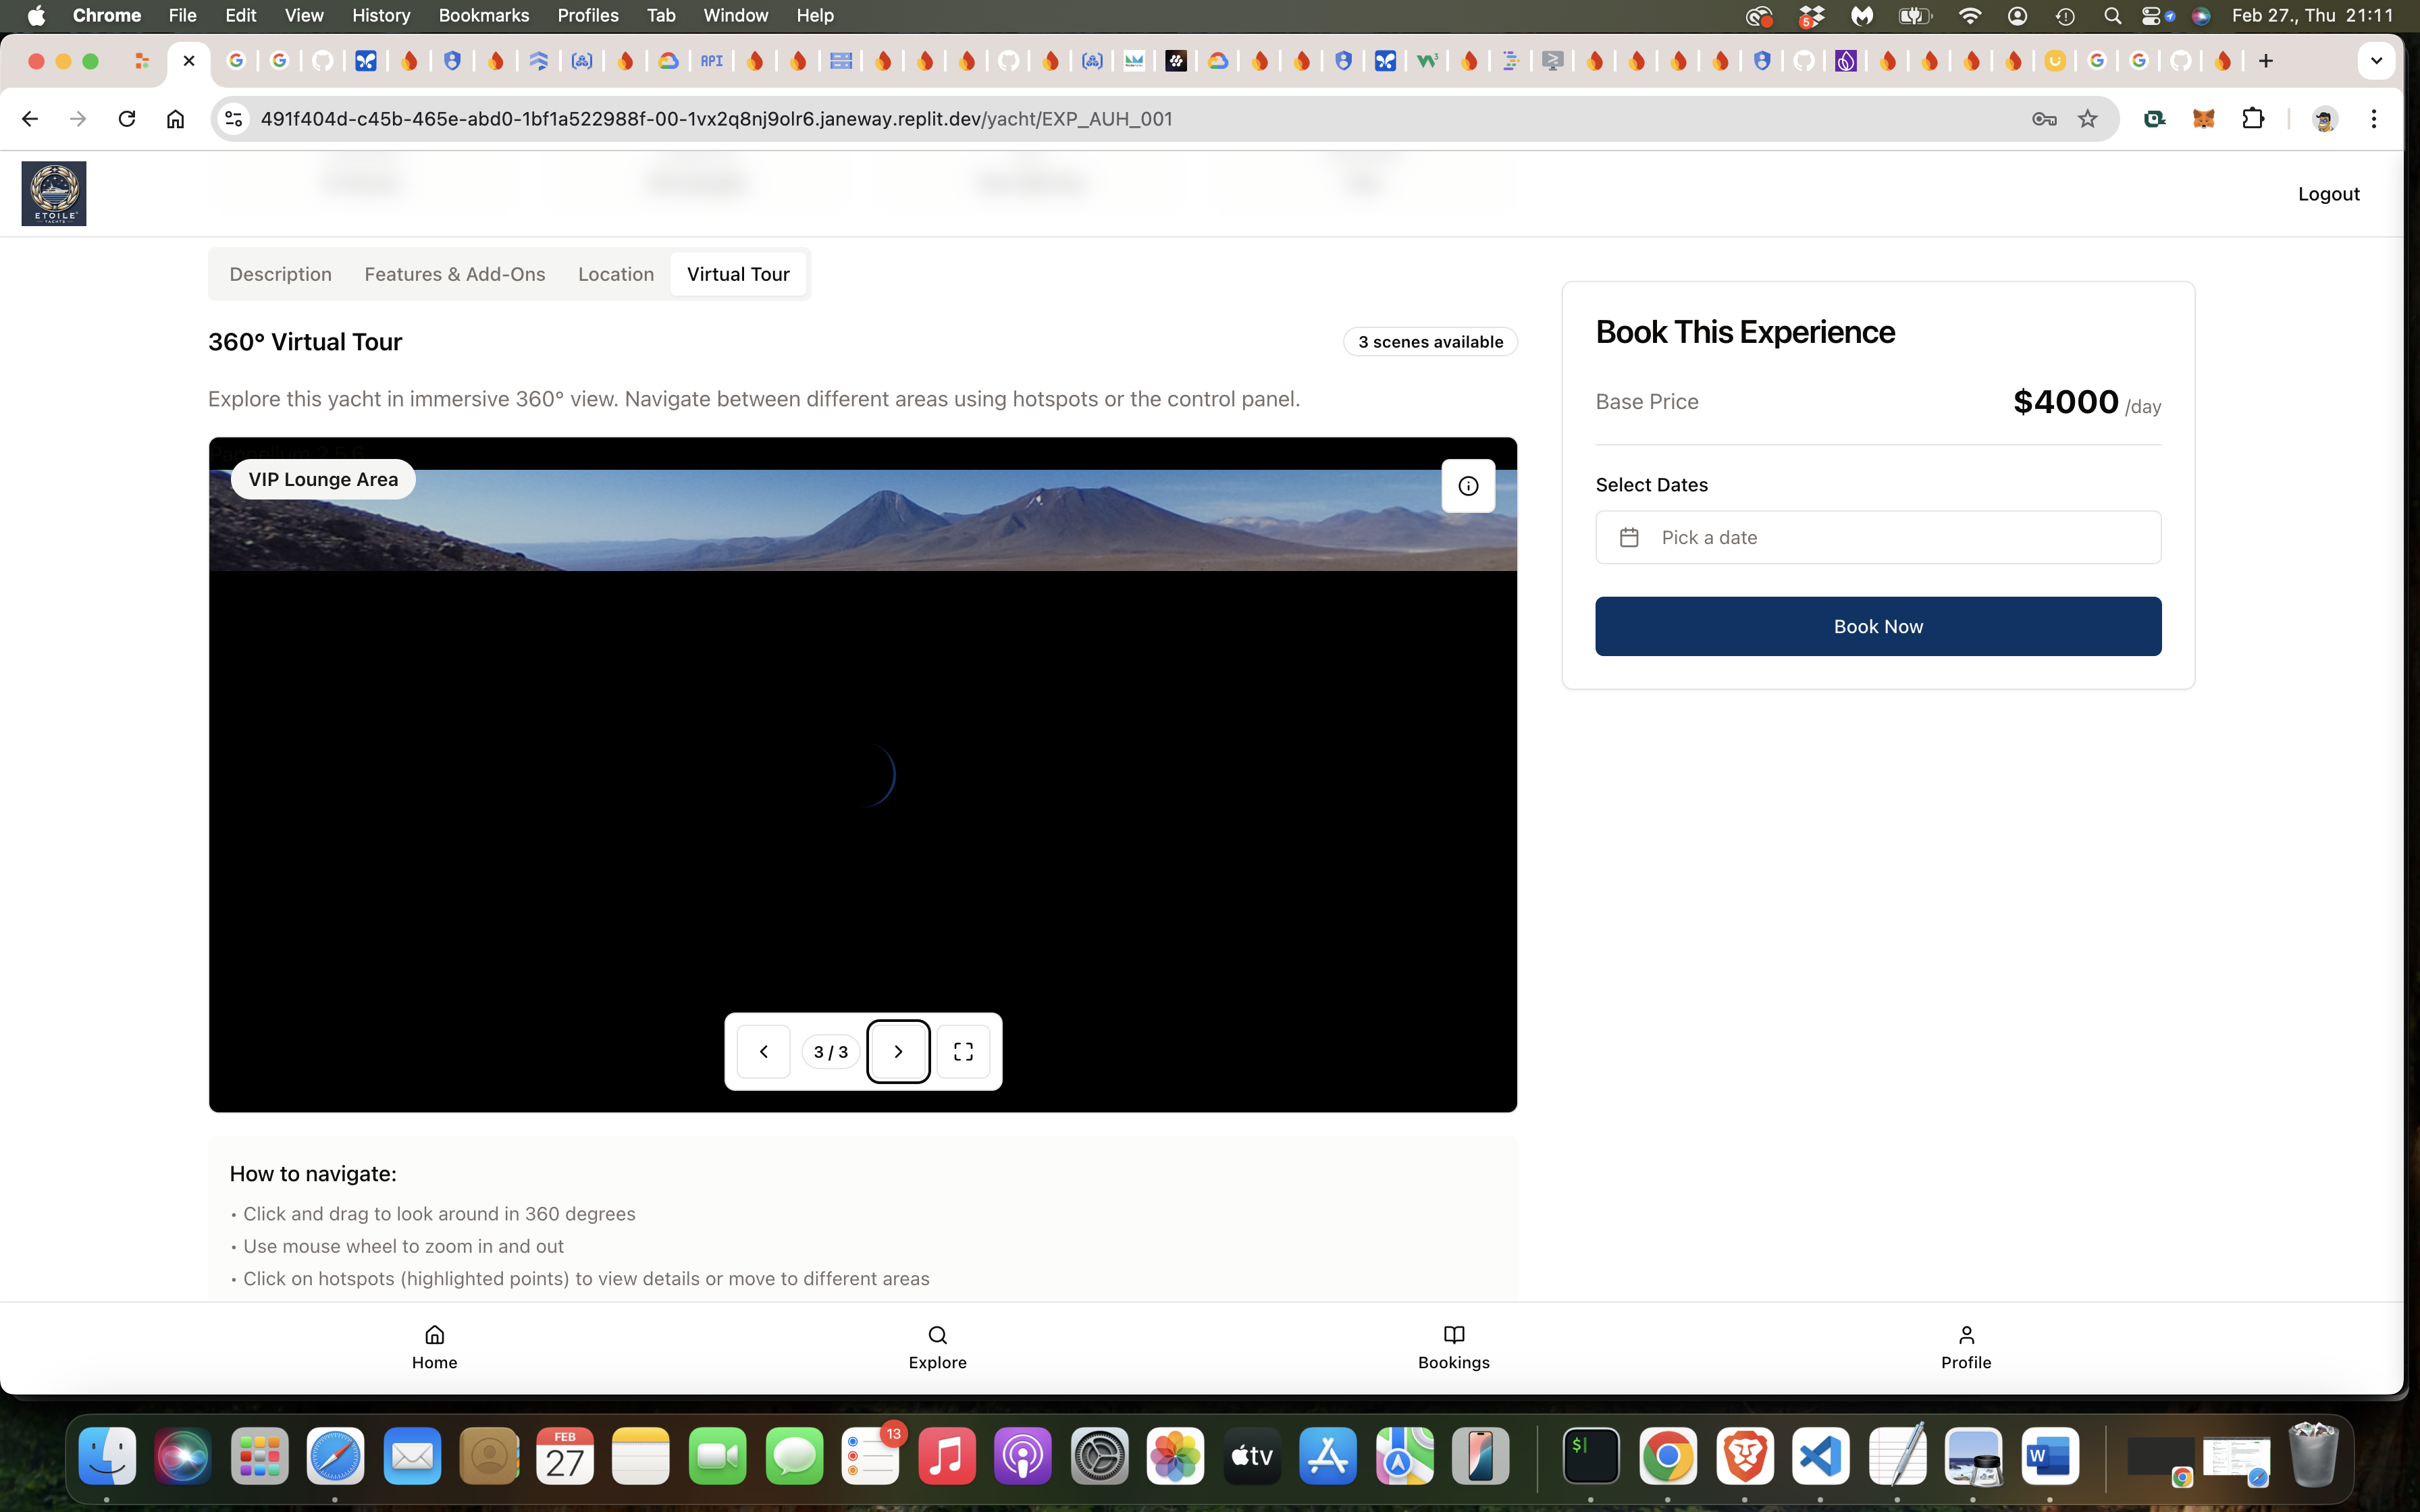 Chrome File Edit View History Bookmarks Profiles Tab Window Help
5
Feb 27., Thu 21:11
API
491f404d-c45b-465e-abd0-1bf1a522988f-00-1vx2q8nj9olr6.janeway.replit.dev/yacht/EXP_AUH_001
ETOILE
YACHTS
Logout
Description Features & Add-Ons Location Virtual Tour
360° Virtual Tour
3 scenes available
Explore this yacht in immersive 360° view. Navigate between different areas using hotspots or the control panel.
VIP Lounge Area
3 / 3
Book This Experience
Base Price $4000 /day
Select Dates
Pick a date
Book Now
How to navigate:
• Click and drag to look around in 360 degrees
• Use mouse wheel to zoom in and out
• Click on hotspots (highlighted points) to view details or move to different areas
Home Explore Bookings Profile
FEB
27
13
tv
$
W